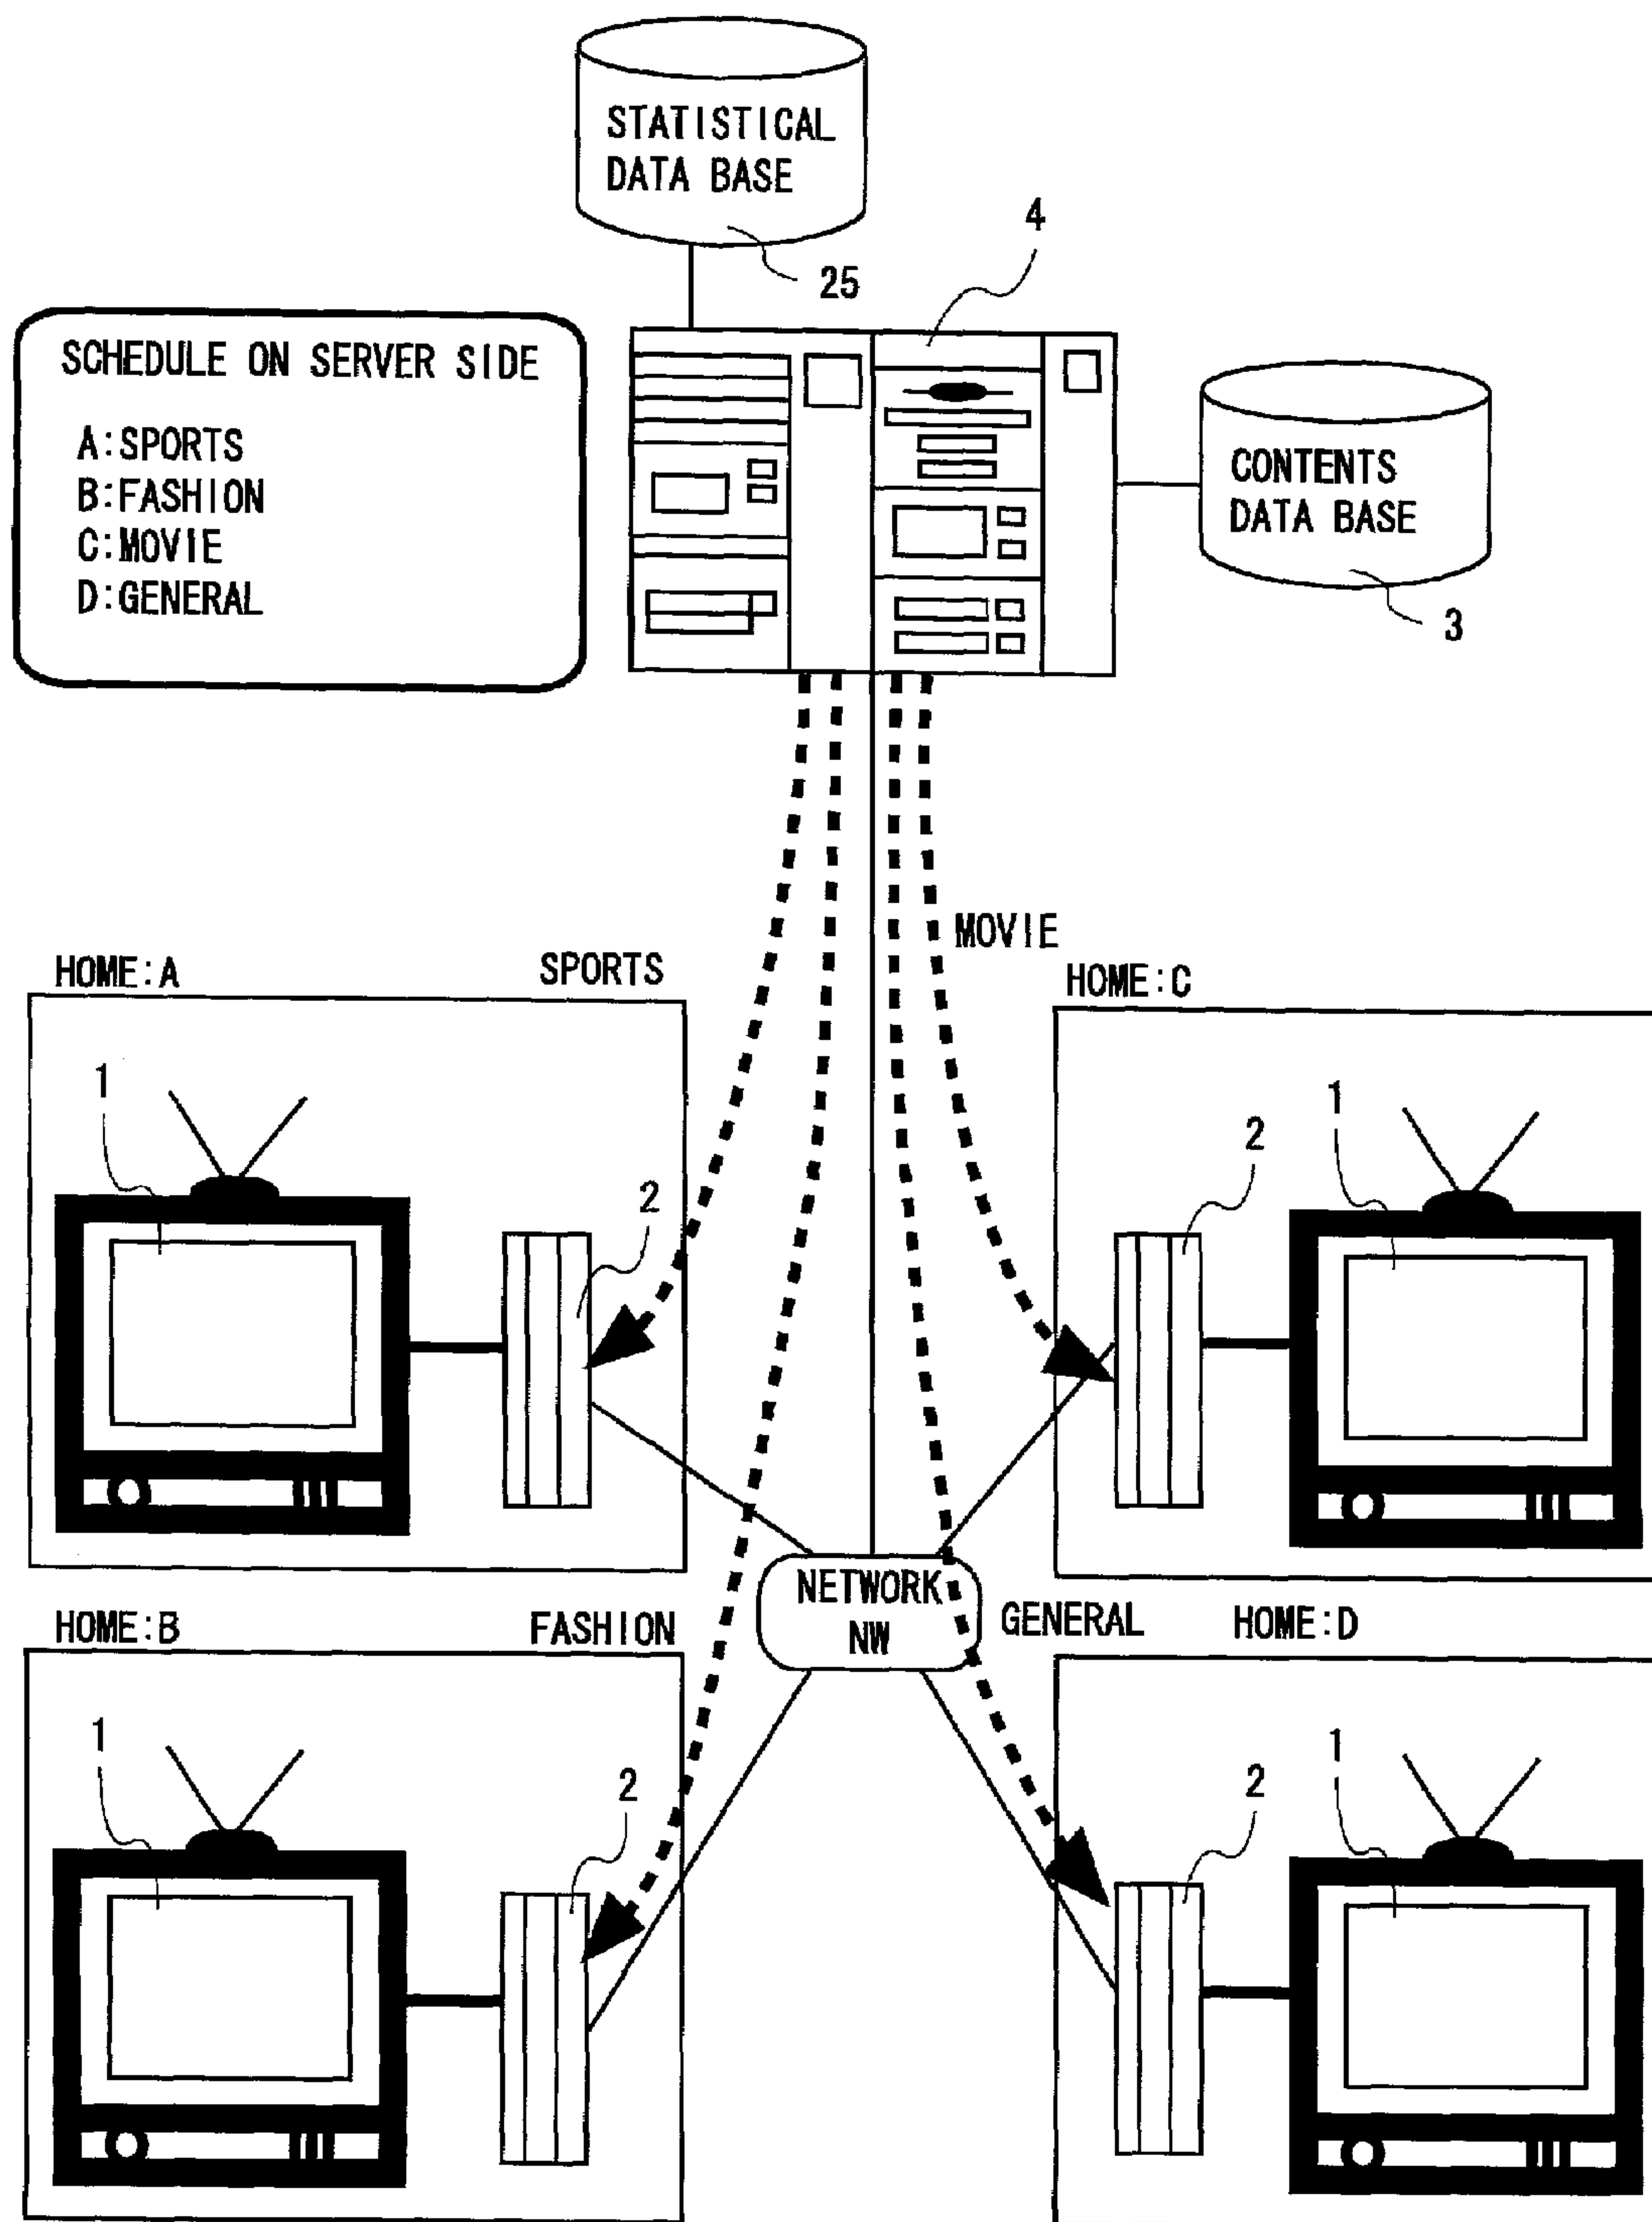 STATISTICAL
DATA BASE
25
4
SCHEDULE ON SERVER SIDE
A:SPORTS
B:FASHION
C:MOVIE
D:GENERAL
CONTENTS
DATA BASE
3
MOVIE
HOME:A
SPORTS
HOME:C
1
2
2
1
NETWORK
NW
HOME:B
FASHION
GENERAL
HOME:D
1
2
2
1